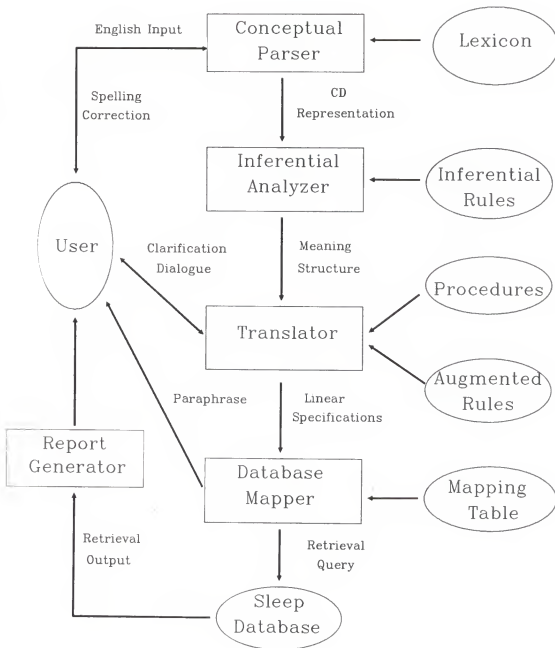 English Input
Conceptual
Parser
Lexicon
Spelling
Correction
CD
Representation
Inferential
Analyzer
Inferential
Rules
User
Clarification
Dialogue
Meaning
Structure
Procedures
Translator
Augmented
Rules
Paraphrase
Linear
Specifications
Report
Generator
Database
Mapper
Mapping
Table
Retrieval
Output
Retrieval
Query
Sleep
Database